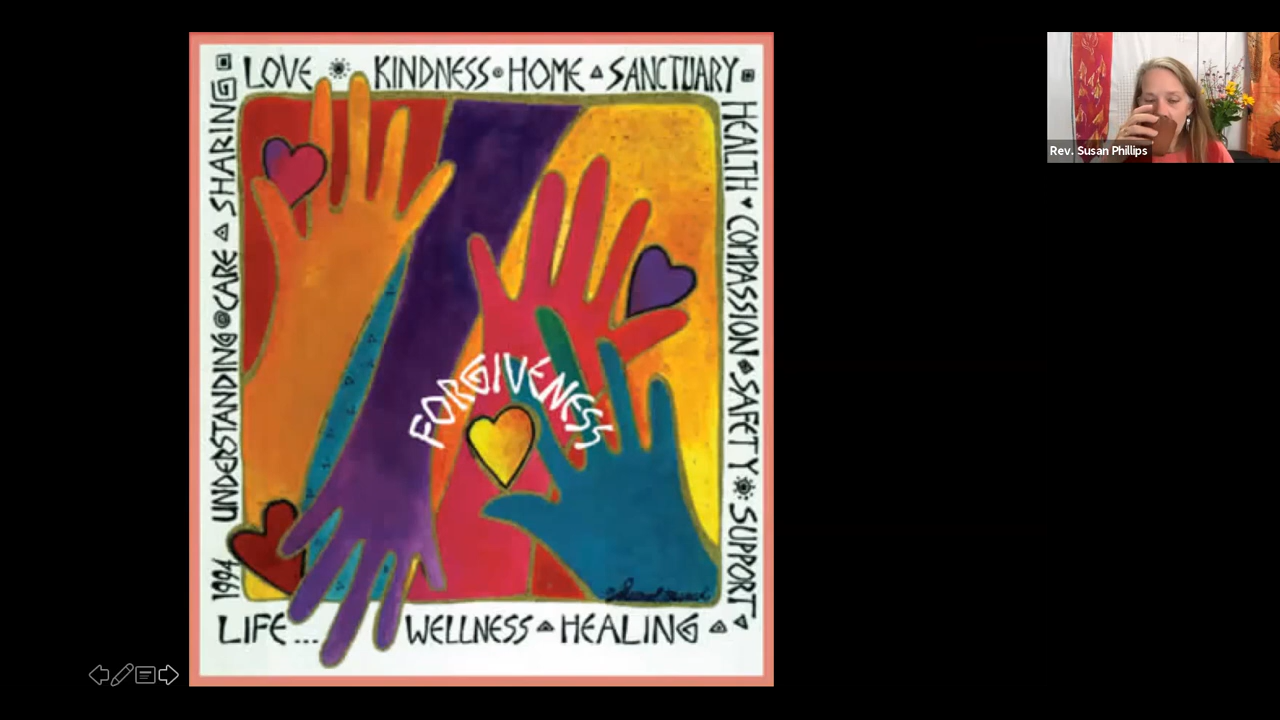 LOVE KINDNESS HOME SANCTUARY
HEALTH COMPASSION SAFETY SUPPORT
1994 UNDERSTANDING CARE SHARING
FORGIVENESS
LIFE... WELLNESS HEALING
Rev. Susan Phillips